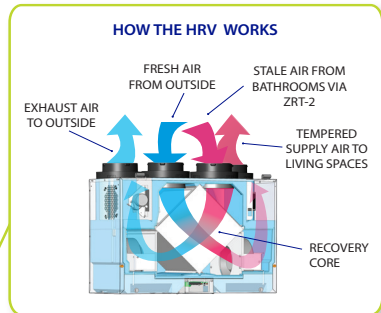 HOW THE HRV WORKS
FRESH AIR
FROM OUTSIDE
STALE AIR FROM
BATHROOMS VIA
ZRT-2
EXHAUST AIR
TO OUTSIDE
TEMPERED
SUPPLY AIR TO
LIVING SPACES
RECOVERY
CORE